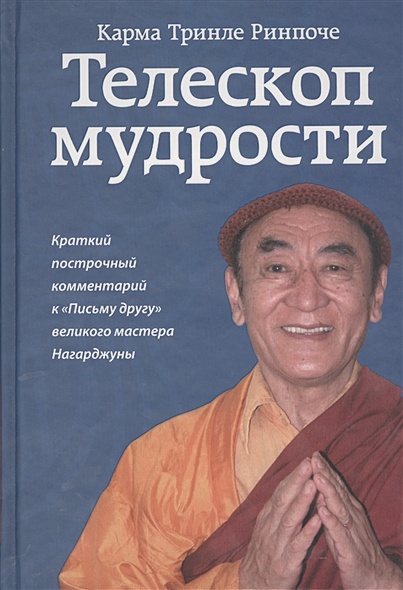 Карма Тринле Ринпоче
Телескоп
мудрости
Краткий
построчный
комментарий
к «Письму другу»
великого мастера
Нагарджуны